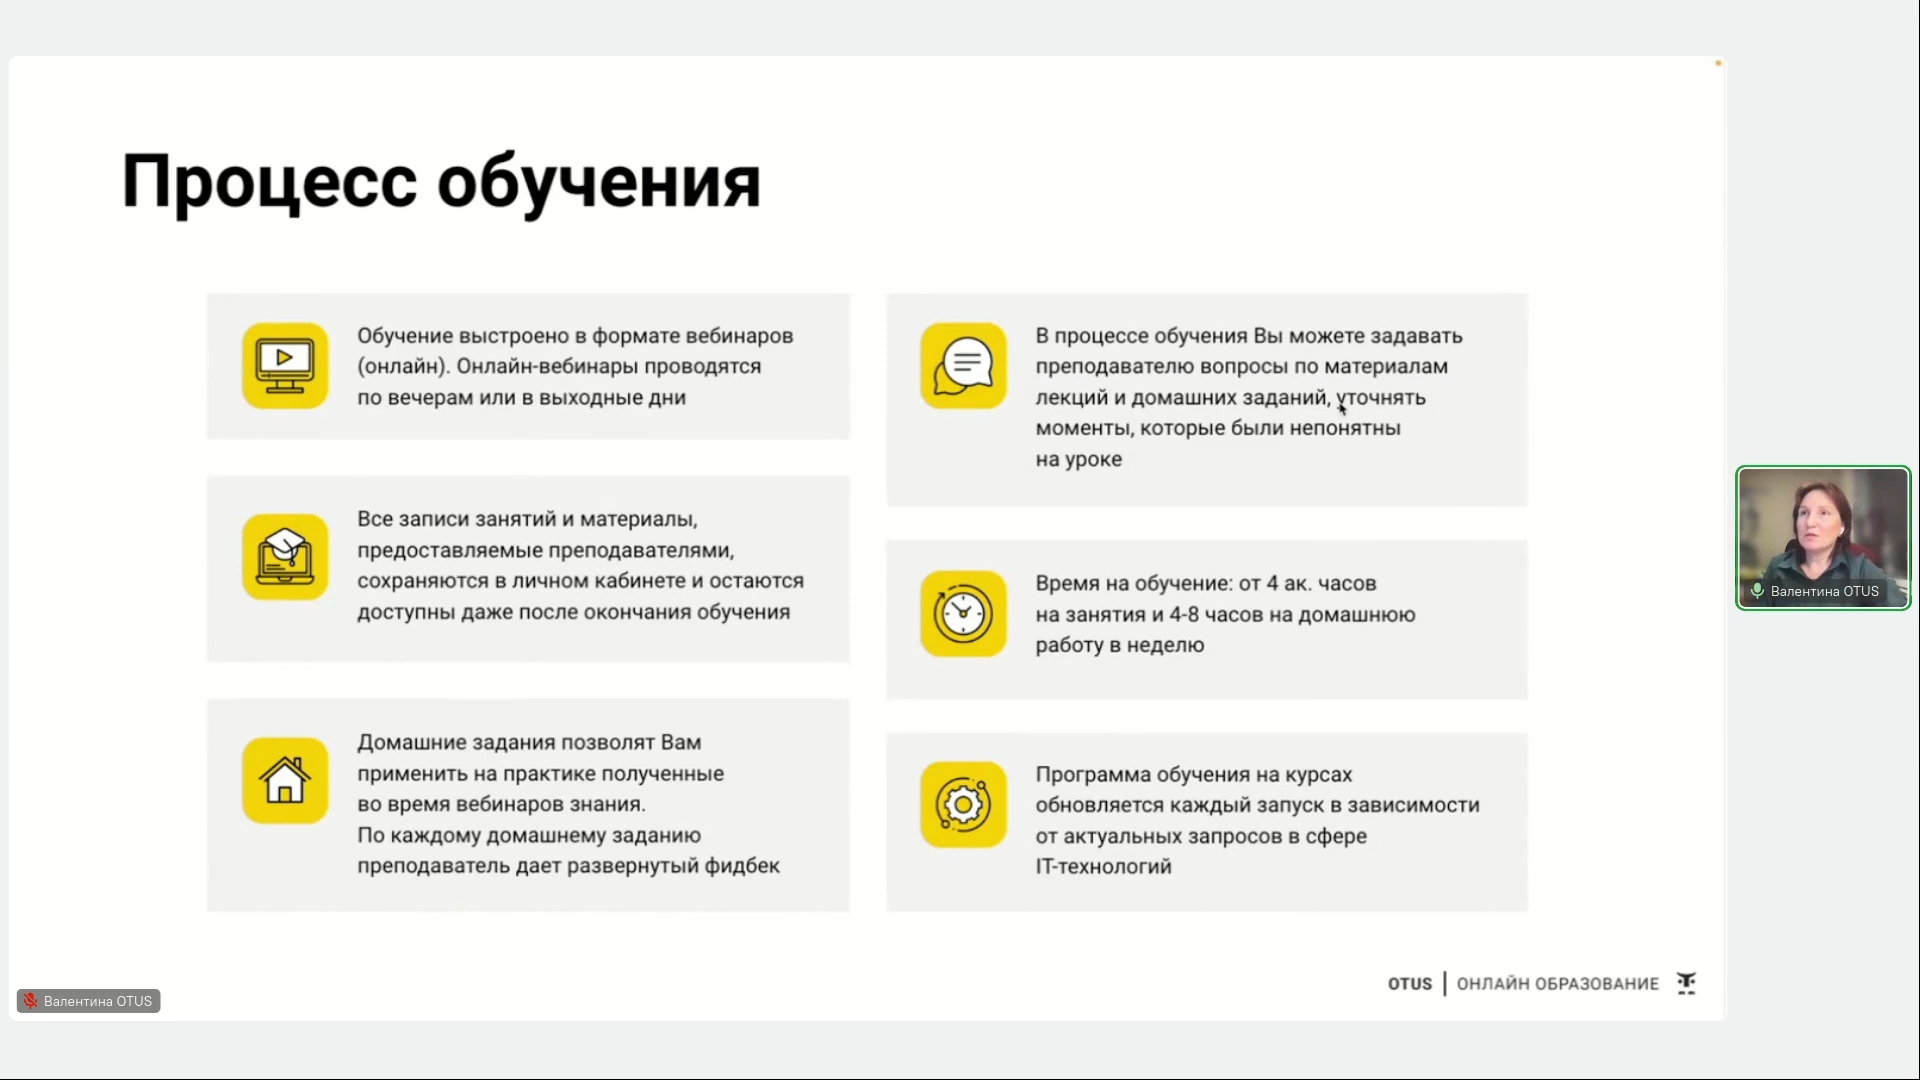 Процесс обучения
Обучение выстроено в формате вебинаров
(онлайн). Онлайн-вебинары проводятся
по вечерам или в выходные дни
Все записи занятий и материалы,
предоставляемые преподавателями,
сохраняются в личном кабинете и остаются
доступны даже после окончания обучения
Домашние задания позволят Вам
применить на практике полученные
во время вебинаров знания.
По каждому домашнему заданию
преподаватель дает развернутый фидбек
В процессе обучения Вы можете задавать
преподавателю вопросы по материалам
лекций и домашних заданий, уточнять
моменты, которые были непонятны
на уроке
Время на обучение: от 4 ак. часов
на занятия и 4-8 часов на домашнюю
работу в неделю
Программа обучения на курсах
обновляется каждый запуск в зависимости
от актуальных запросов в сфере
IT-технологий
Валентина OTUS
OTUS | ОНЛАЙН ОБРАЗОВАНИЕ
Валентина OTUS